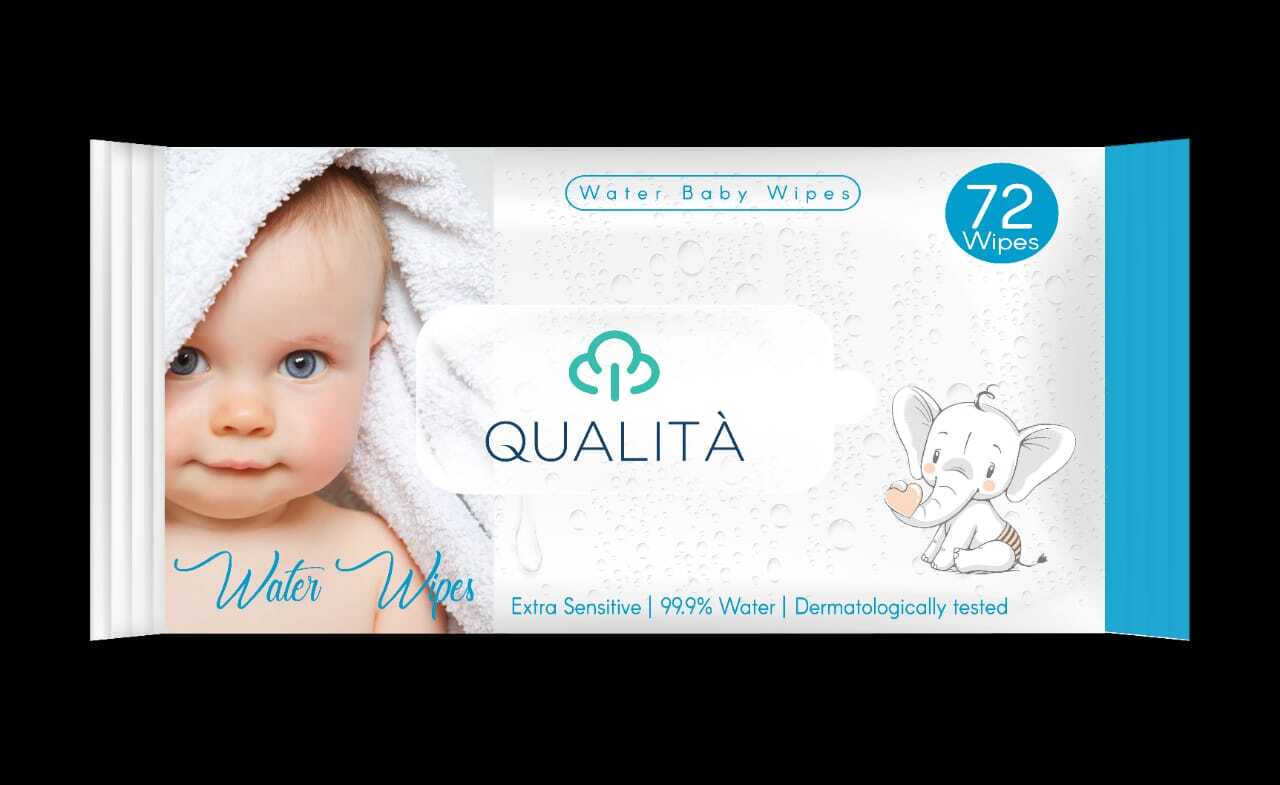 Water Baby Wipes
72
Wipes
QUALITÀ
Water Wipes
Extra Sensitive | 99.9% Water | Dermatologically tested